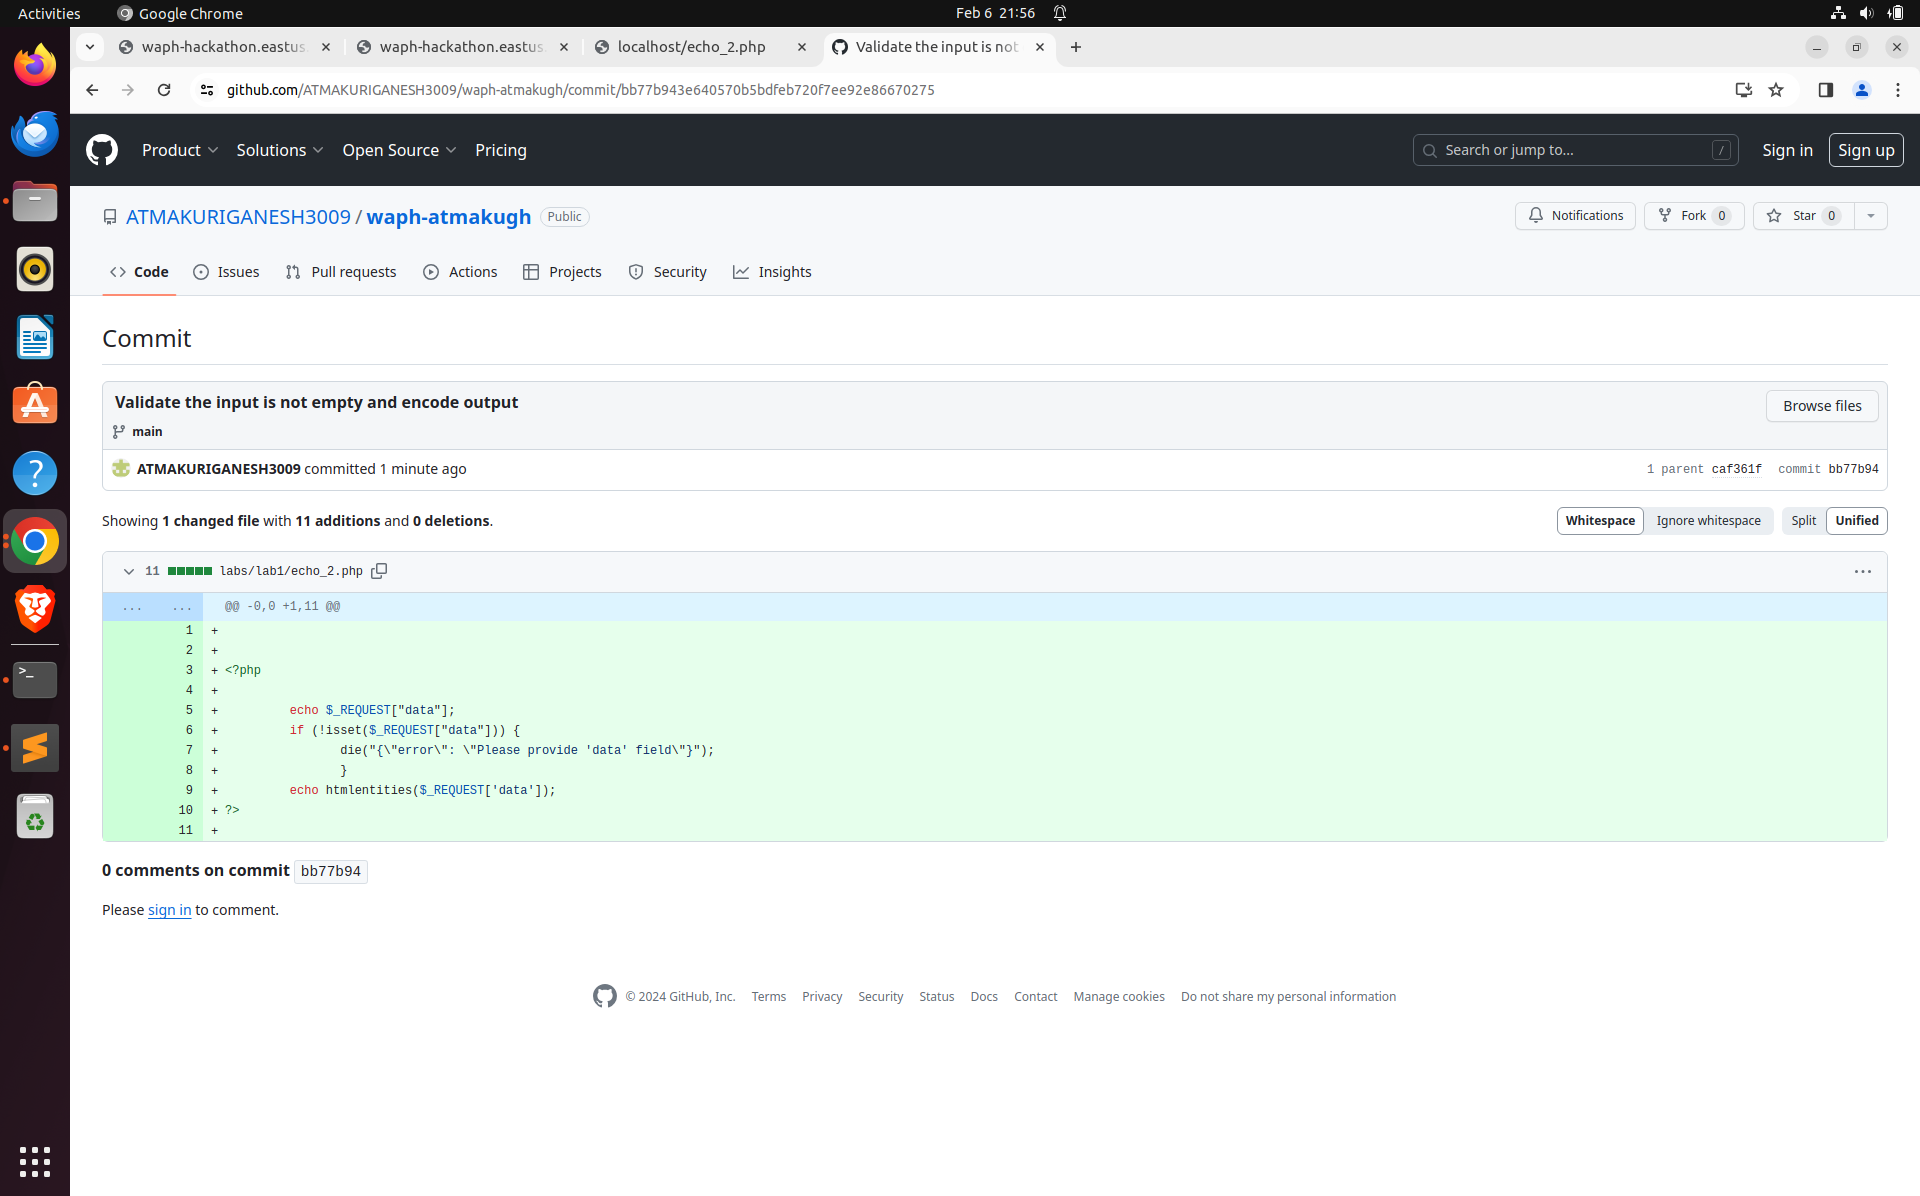 Activities
Google Chrome
Feb 6 21:56
waph-hackathon.eastus.
waph-hackathon.eastus.
localhost/echo_2.php
Validate the input is not
github.com/ATMAKURIGANESH3009/waph-atmakugh/commit/bb77b943e640570b5bdfeb720f7ee92e86670275
Product
Solutions
Open Source
Pricing
Search or jump to...
/
Sign in
Sign up
ATMAKURIGANESH3009 / waph-atmakugh
Public
Notifications
Fork 0
Star 0
Code
Issues
Pull requests
Actions
Projects
Security
Insights
Commit
Validate the input is not empty and encode output
Browse files
main
ATMAKURIGANESH3009 committed 1 minute ago
1 parent caf361f commit bb77b94
Showing 1 changed file with 11 additions and 0 deletions.
Whitespace
Ignore whitespace
Split
Unified
11 labs/lab1/echo_2.php
... ... @@ -0,0 +1,11 @@
1 +
2 +
3 + <?php
4 +
5 + echo $_REQUEST["data"];
6 + if (!isset($_REQUEST["data"])) {
7 + die("{\"error\": \"Please provide 'data' field\"}");
8 + }
9 + echo htmlentities($_REQUEST['data']);
10 + ?>
11 +
0 comments on commit bb77b94
Please sign in to comment.
© 2024 GitHub, Inc.
Terms
Privacy
Security
Status
Docs
Contact
Manage cookies
Do not share my personal information